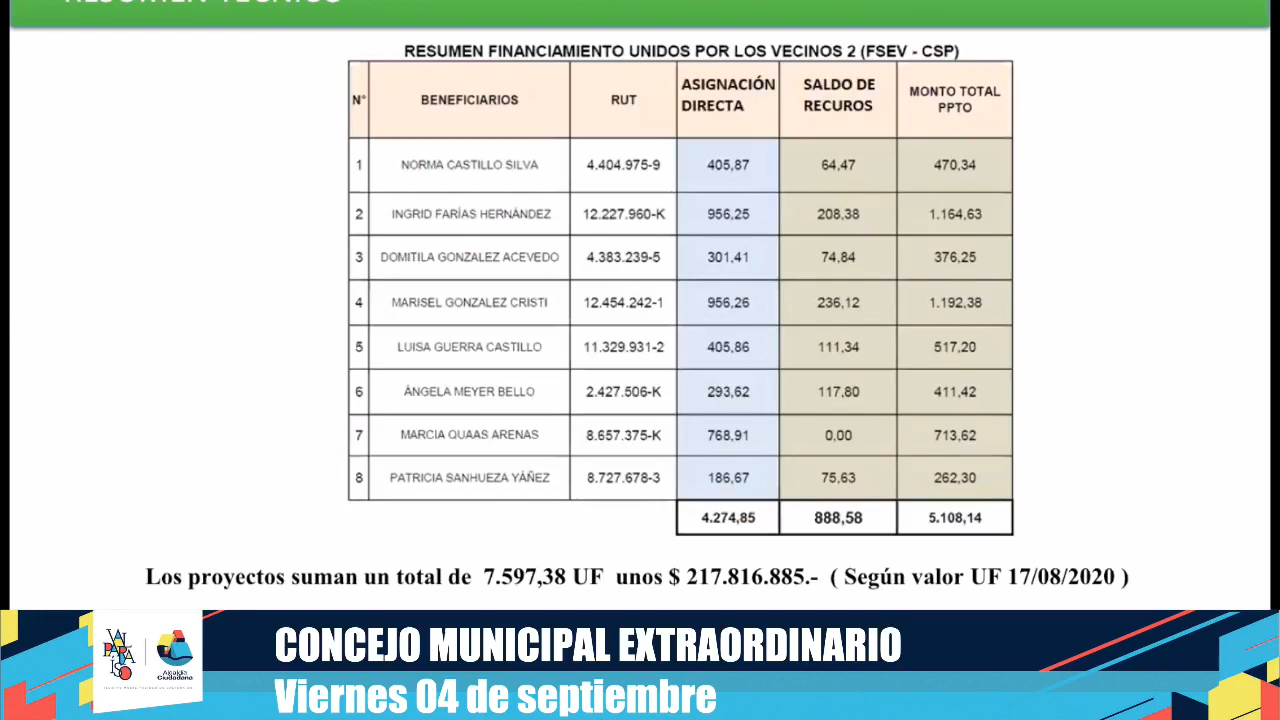 RESUMEN TÉCNICO
RESUMEN FINANCIAMIENTO UNIDOS POR LOS VECINOS 2 (FSEV - CSP)
N° BENEFICIARIOS RUT ASIGNACIÓN DIRECTA SALDO DE RECUROS MONTO TOTAL PPTO
1 NORMA CASTILLO SILVA 4.404.975-9 405,87 64,47 470,34
2 INGRID FARÍAS HERNÁNDEZ 12.227.960-K 956,25 208,38 1.164,63
3 DOMITILA GONZALEZ ACEVEDO 4.383.239-5 301,41 74,84 376,25
4 MARISEL GONZALEZ CRISTI 12.454.242-1 956,26 236,12 1.192,38
5 LUISA GUERRA CASTILLO 11.329.931-2 405,86 111,34 517,20
6 ÁNGELA MEYER BELLO 2.427.506-K 293,62 117,80 411,42
7 MARCIA QUAAS ARENAS 8.657.375-K 768,91 0,00 713,62
8 PATRICIA SANHUEZA YÁÑEZ 8.727.678-3 186,67 75,63 262,30
4.274,85 888,58 5.108,14
Los proyectos suman un total de 7.597,38 UF unos $ 217.816.885.- ( Según valor UF 17/08/2020 )
VALPARAÍSO
Alcaldía Ciudadana
CONCEJO MUNICIPAL EXTRAORDINARIO
Viernes 04 de septiembre